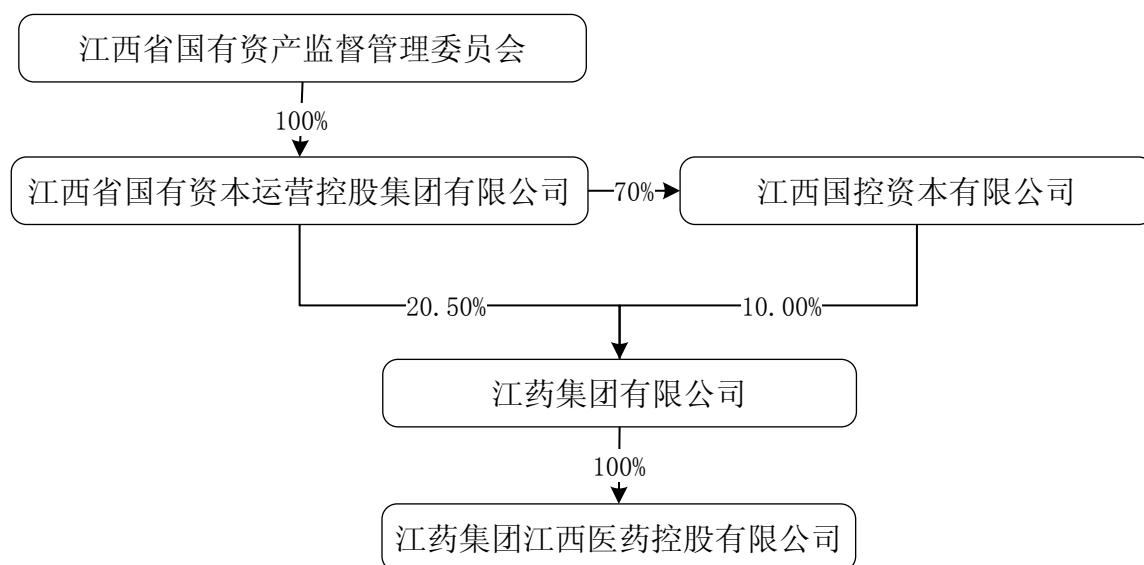 江西省国有资产监督管理委员会
100%
江西省国有资本运营控股集团有限公司
70%
江西国控资本有限公司
20.50%
10.00%
江药集团有限公司
100%
江药集团江西医药控股有限公司